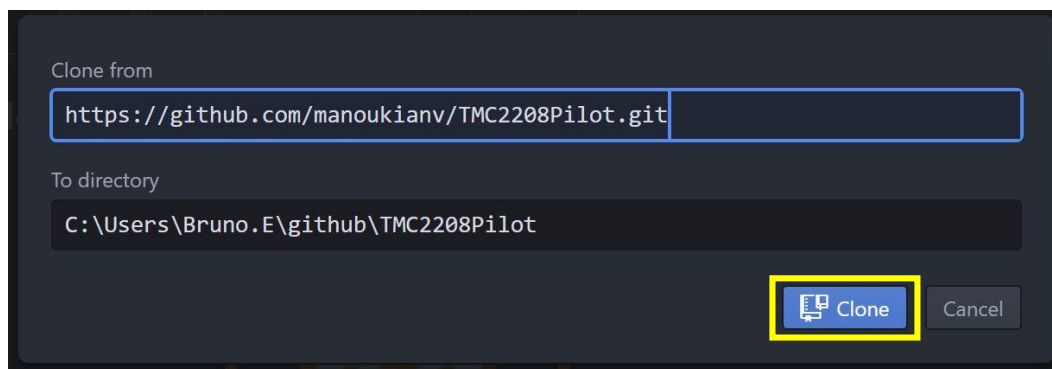 Clone from
https://github.com/manoukianv/TMC2208Pilot.git
To directory
C:\Users\Bruno.E\github\TMC2208Pilot
Clone
Cancel